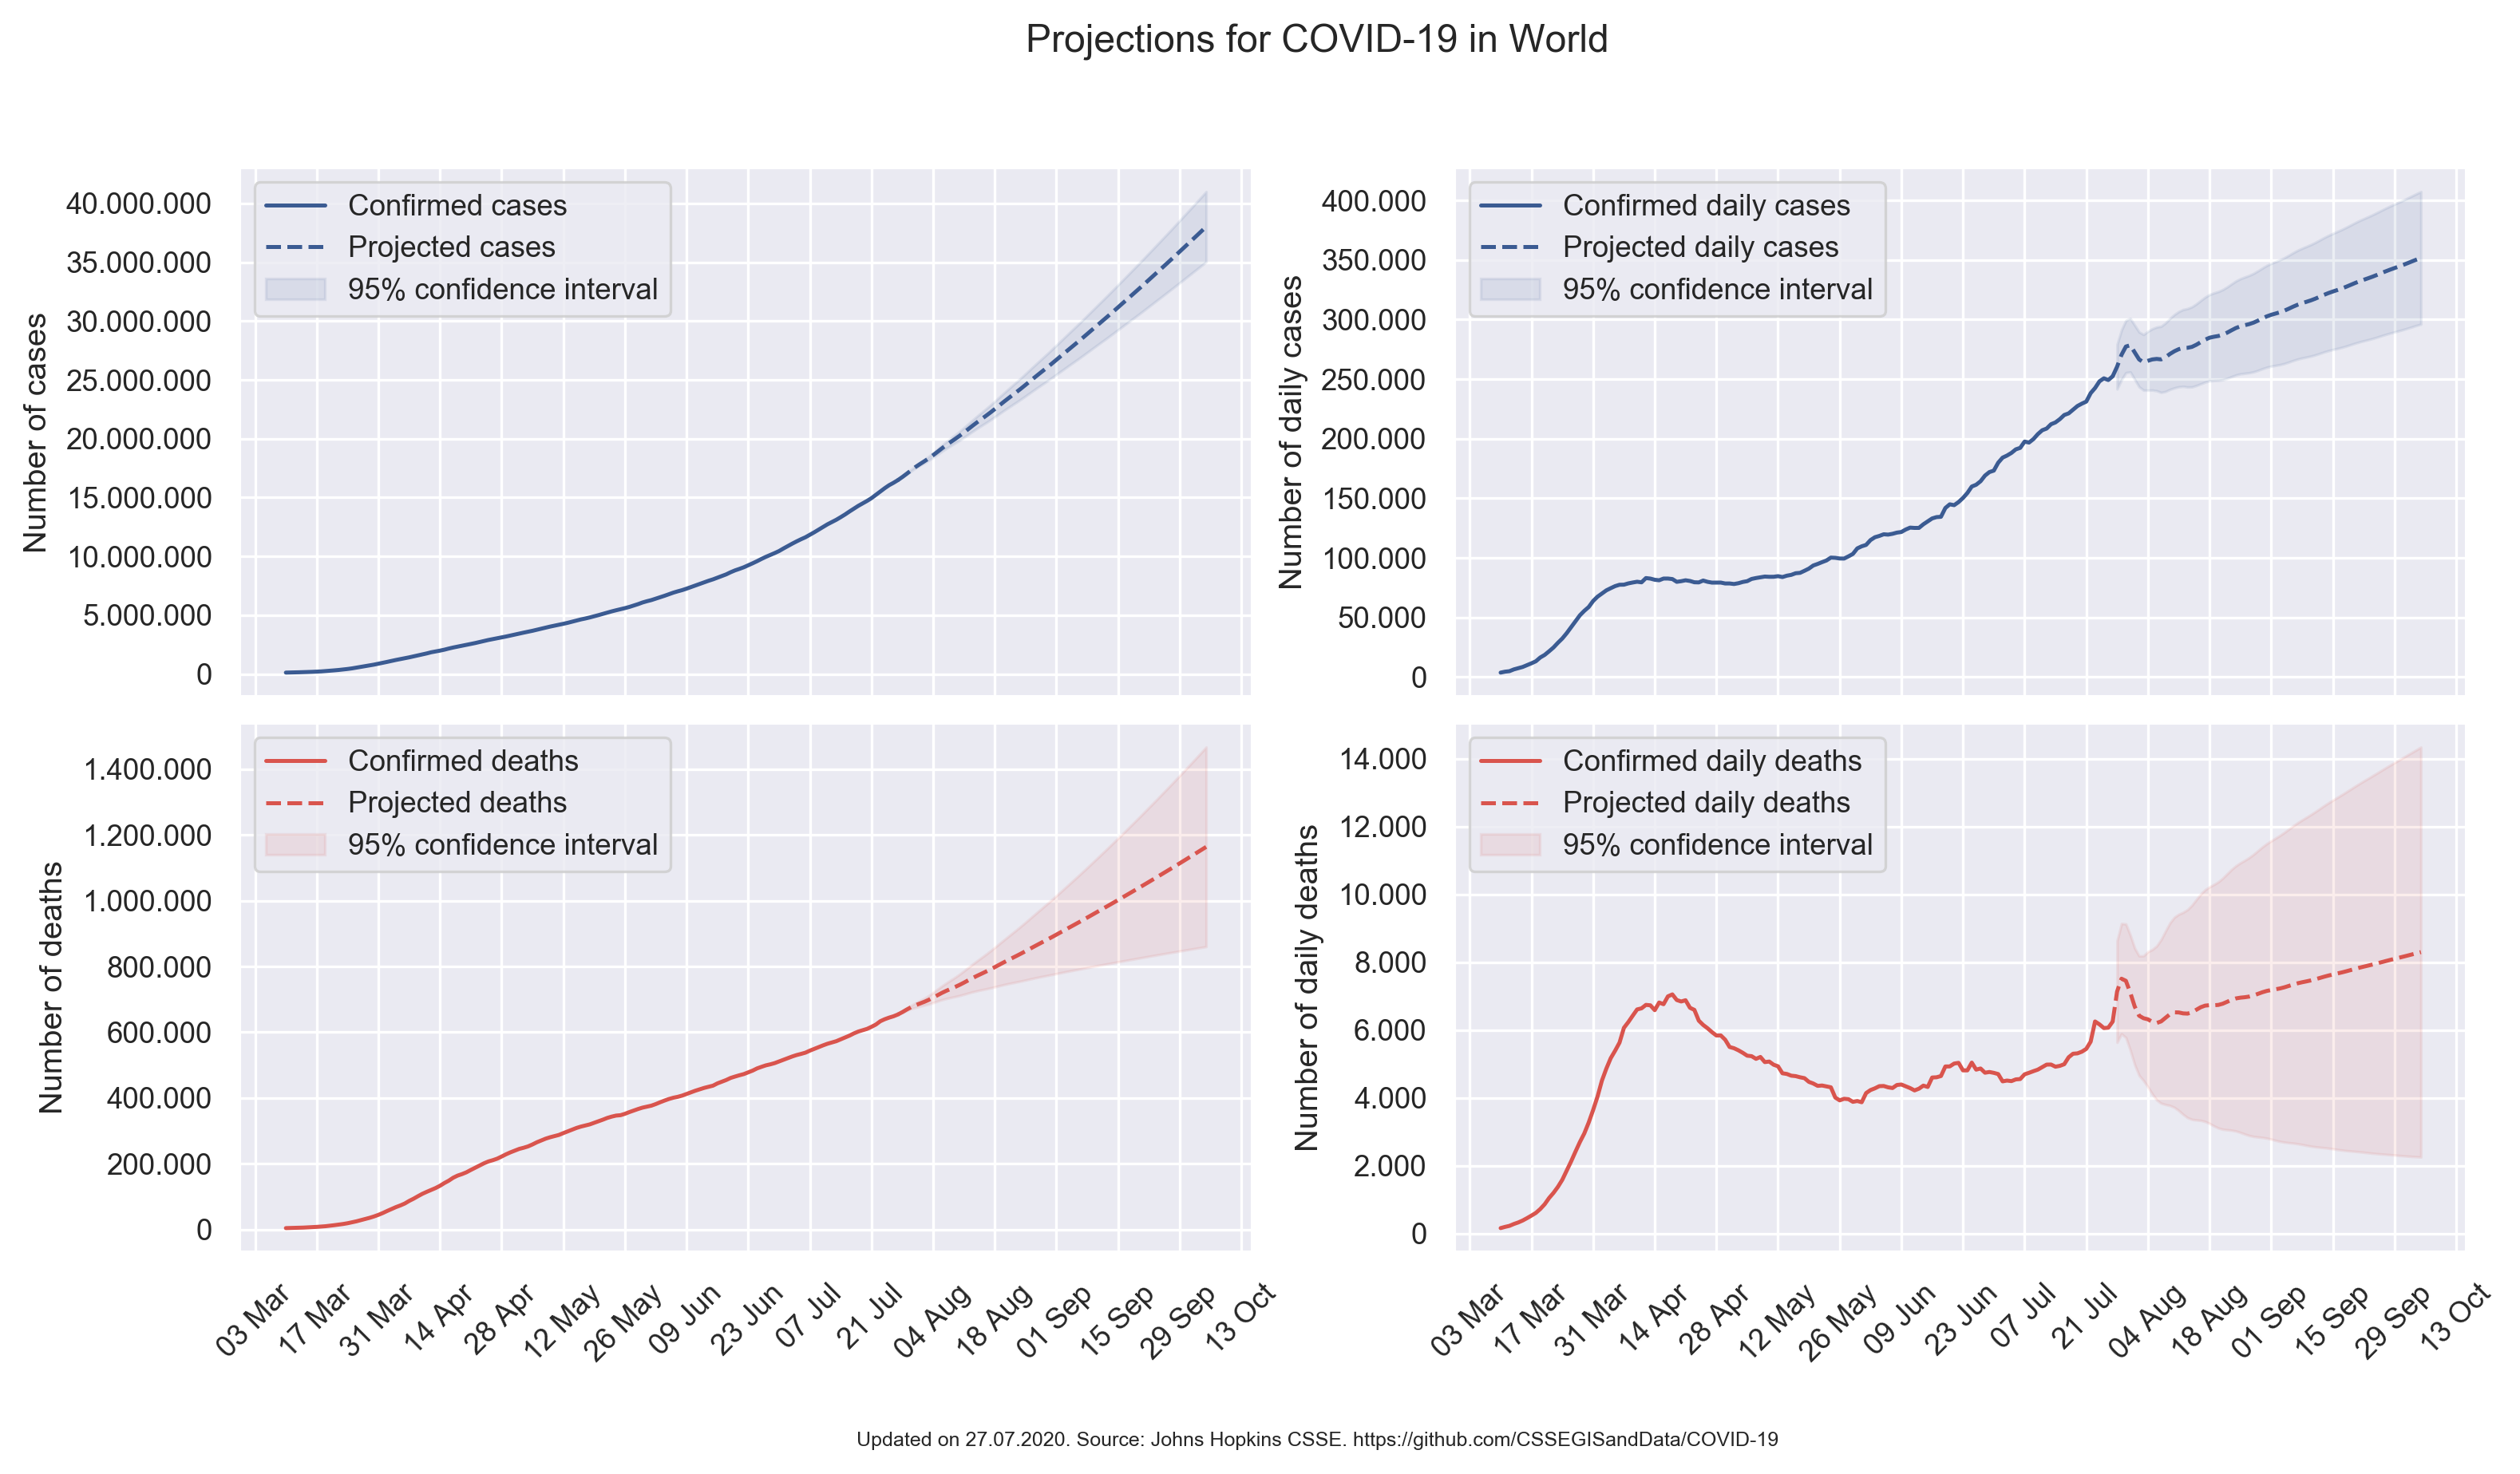 Projections for COVID-19 in World
Number of cases
40.000.000
35.000.000
30.000.000
25.000.000
20.000.000
15.000.000
10.000.000
5.000.000
0
Confirmed cases
Projected cases
95% confidence interval
Number of daily cases
400.000
350.000
300.000
250.000
200.000
150.000
100.000
50.000
0
Confirmed daily cases
Projected daily cases
95% confidence interval
Number of deaths
1.400.000
1.200.000
1.000.000
800.000
600.000
400.000
200.000
0
Confirmed deaths
Projected deaths
95% confidence interval
03 Mar
17 Mar
31 Mar
14 Apr
28 Apr
12 May
26 May
09 Jun
23 Jun
07 Jul
21 Jul
04 Aug
18 Aug
01 Sep
15 Sep
29 Sep
13 Oct
Number of daily deaths
14.000
12.000
10.000
8.000
6.000
4.000
2.000
0
Confirmed daily deaths
Projected daily deaths
95% confidence interval
03 Mar
17 Mar
31 Mar
14 Apr
28 Apr
12 May
26 May
09 Jun
23 Jun
07 Jul
21 Jul
04 Aug
18 Aug
01 Sep
15 Sep
29 Sep
13 Oct
Updated on 27.07.2020. Source: Johns Hopkins CSSE. https://github.com/CSSEGISandData/COVID-19